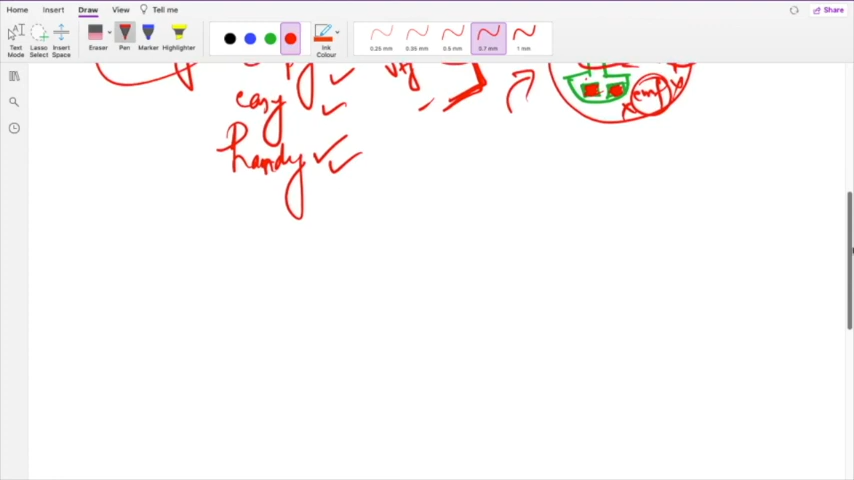 Home Insert Draw View Tell me
Share
Text Mode
Lasso Select
Insert Space
Eraser
Pen
Marker
Highlighter
Ink Colour
0.25 mm
0.35 mm
0.5 mm
0.7 mm
1 mm
easy
emp
handy